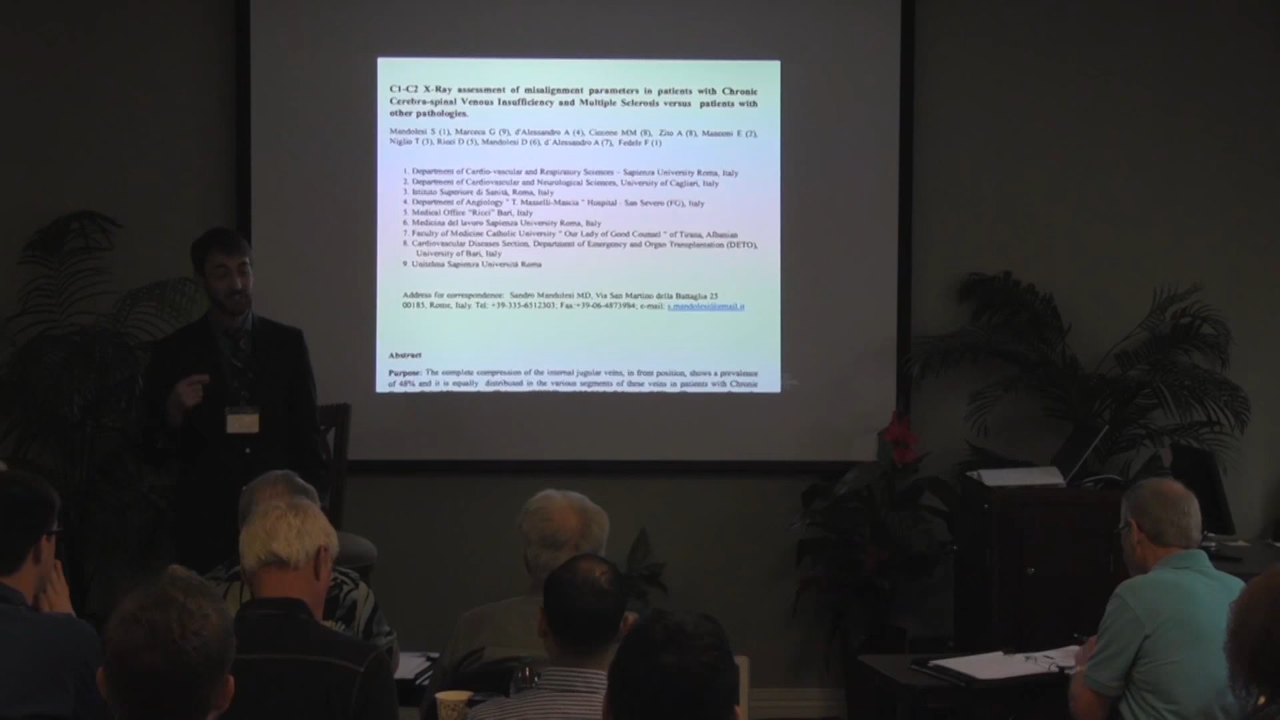 C1-C2 X-Ray assessment of misalignment parameters in patients with Chronic
Cerebro-spinal Venous Insufficiency and Multiple Sclerosis versus patients with
other pathologies.
Mandolesi S (1), Marceca G (9), d'Alessandro A (4), Ciccone MM (8), Zito A (8), Manconi E (2),
Niglio T (3), Ricci D (5), Mandolesi D (6), d'Alessandro A (7), Fedele F (1)
1. Department of Cardio-vascular and Respiratory Sciences – Sapienza University Roma, Italy
2. Department of Cardiovascular and Neurological Sciences, University of Cagliari, Italy
3. Istituto Superiore di Sanità, Roma, Italy
4. Department of Angiology " T. Masselli-Mascia " Hospital - San Severo (FG), Italy
5. Medical Office "Ricci" Bari, Italy
6. Medicina del lavoro Sapienza University Roma, Italy
7. Faculty of Medicine Catholic University " Our Lady of Good Counsel " of Tirana, Albanian
8. Cardiovascular Diseases Section, Department of Emergency and Organ Transplantation (DETO),
University of Bari, Italy
9. Unitelma Sapienza Università Roma
Address for correspondence: Sandro Mandolesi MD, Via San Martino della Battaglia 25
00185, Rome, Italy. Tel: +39-335-6512303; Fax:+39-06-4873984; e-mail: s.mandolesi@email.it
Abstract
Purpose: The complete compression of the internal jugular veins, in front position, shows a prevalence
of 48% and it is equally distributed in the various segments of these veins in patients with Chronic